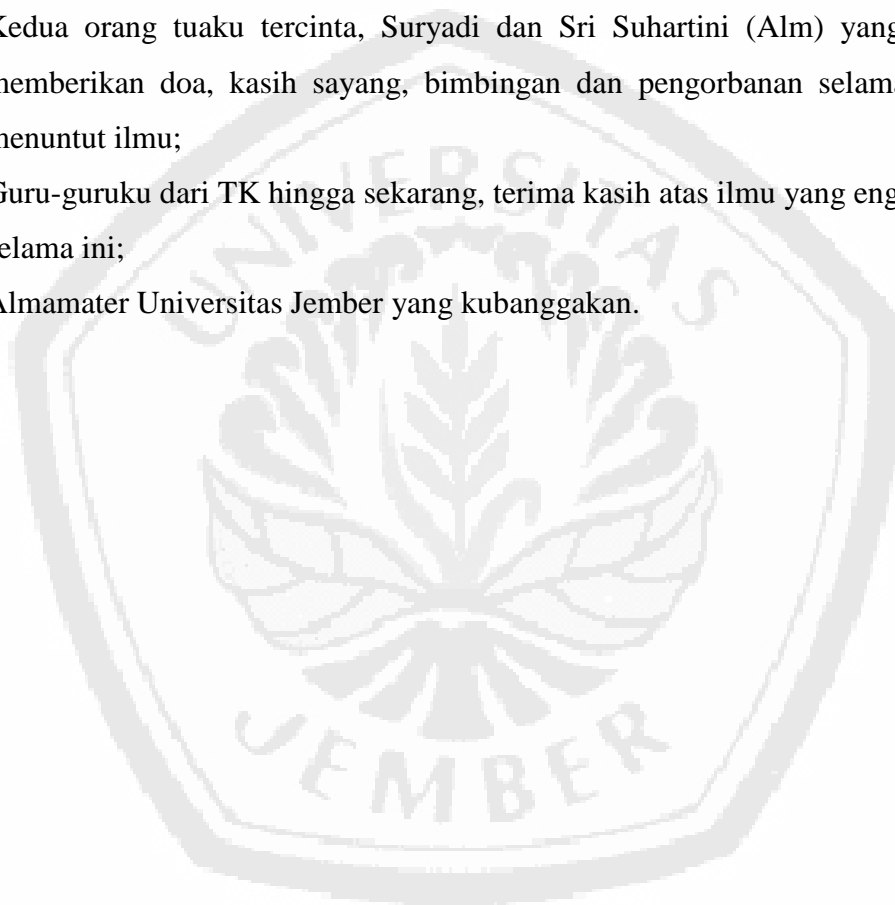 Kedua orang tuaku tercinta, Suryadi dan Sri Suhartini (Alm) yang
memberikan doa, kasih sayang, bimbingan dan pengorbanan selama
menuntut ilmu;
Guru-guruku dari TK hingga sekarang, terima kasih atas ilmu yang
selama ini;
Almamater Universitas Jember yang kubanggakan.
UNIVERSITAS
JEMBER